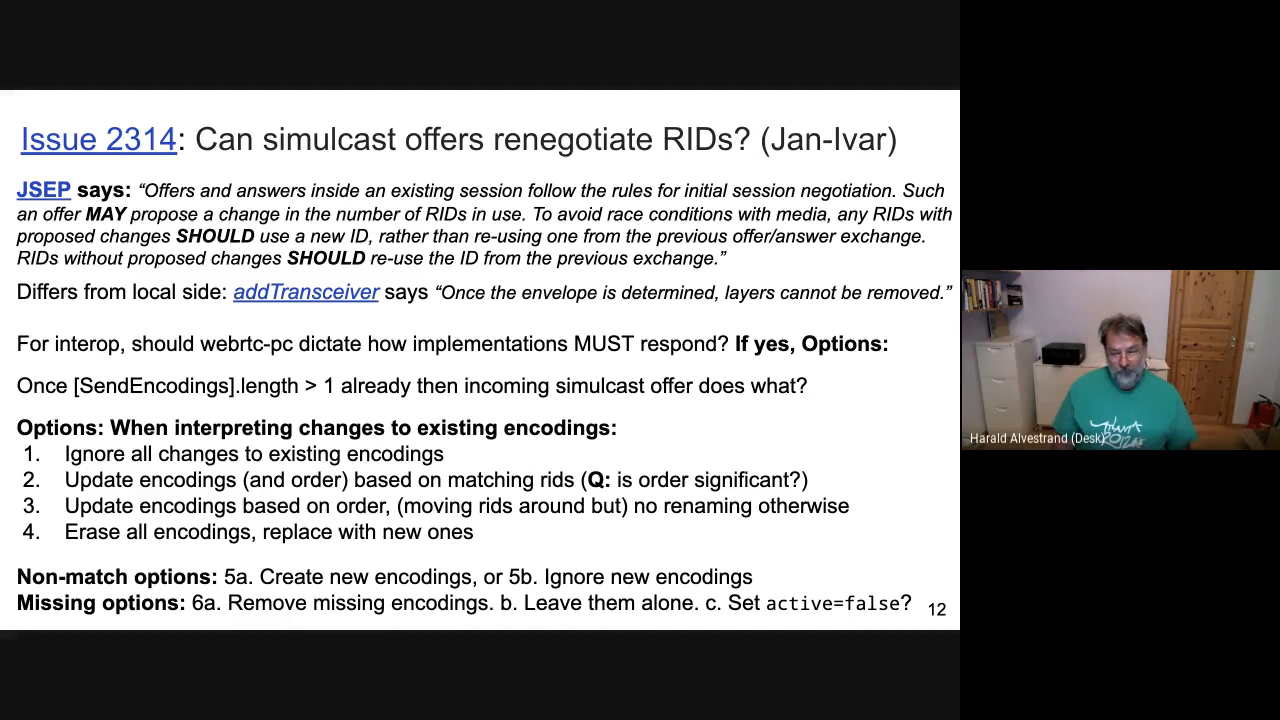 Issue 2314: Can simulcast offers renegotiate RIDs? (Jan-Ivar)
JSEP says: “Offers and answers inside an existing session follow the rules for initial session negotiation. Such
an offer MAY propose a change in the number of RIDs in use. To avoid race conditions with media, any RIDs with
proposed changes SHOULD use a new ID, rather than re-using one from the previous offer/answer exchange.
RIDs without proposed changes SHOULD re-use the ID from the previous exchange.”
Differs from local side: addTransceiver says “Once the envelope is determined, layers cannot be removed.”
For interop, should webrtc-pc dictate how implementations MUST respond? If yes, Options:
Once [SendEncodings].length > 1 already then incoming simulcast offer does what?
Options: When interpreting changes to existing encodings:
1. Ignore all changes to existing encodings
2. Update encodings (and order) based on matching rids (Q: is order significant?)
3. Update encodings based on order, (moving rids around but) no renaming otherwise
4. Erase all encodings, replace with new ones
Non-match options: 5a. Create new encodings, or 5b. Ignore new encodings
Missing options: 6a. Remove missing encodings. b. Leave them alone. c. Set active=false?
12
Harald Alvestrand (Desk)